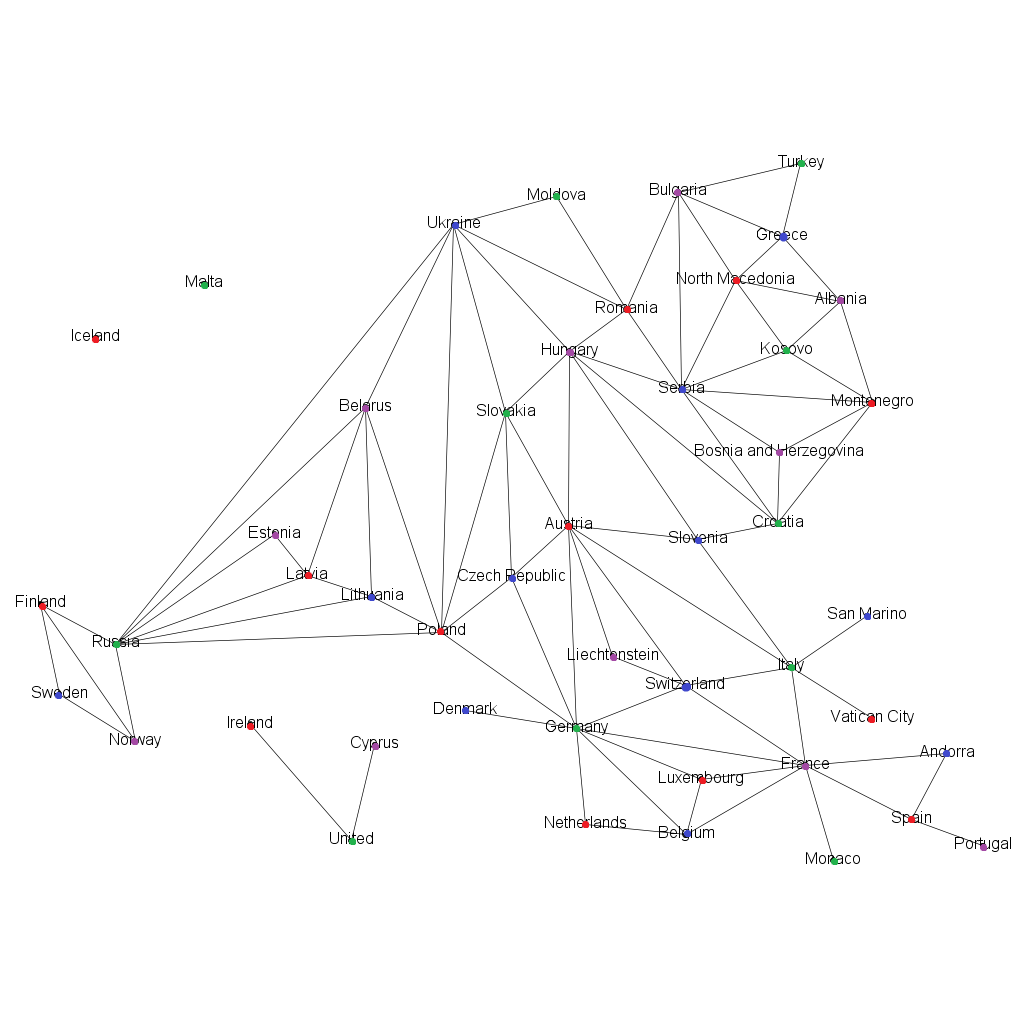 Turkey
Bulgaria
Moldova
Ukraine
Greece
North Macedonia
Malta
Albania
Romania
Iceland
Hungary
Kosovo
Serbia
Montenegro
Belarus
Slovakia
Bosnia and Herzegovina
Austria
Croatia
Estonia
Slovenia
Latvia
Czech Republic
Lithuania
Finland
San Marino
Poland
Russia
Liechtenstein
Italy
Switzerland
Sweden
Denmark
Vatican City
Ireland
Germany
Norway
Cyprus
Andorra
France
Luxembourg
Spain
Netherlands
Belgium
United
Portugal
Monaco